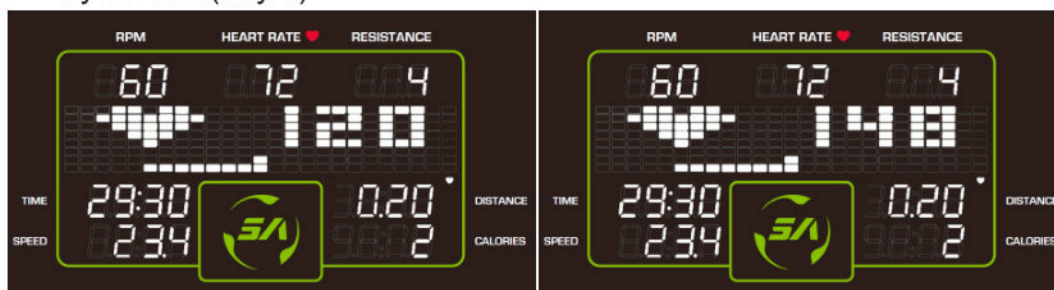 RPM HEART RATE RESISTANCE
60 72 4
120
TIME 29:30 0.20 DISTANCE
SPEED 23.4 2 CALORIES
SA
RPM HEART RATE RESISTANCE
60 72 4
148
TIME 29:30 0.20 DISTANCE
SPEED 23.4 2 CALORIES
SA